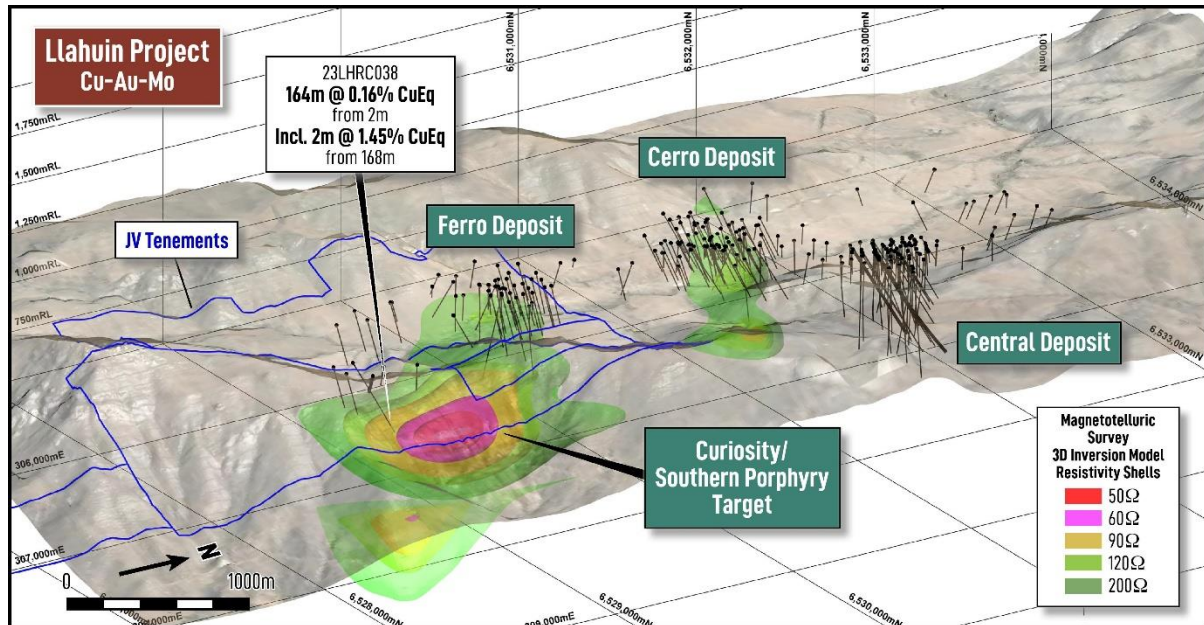 Llahuin Project
Cu-Au-Mo
23LHRC038
164m @ 0.16% CuEq
from 2m
Incl. 2m @ 1.45% CuEq
from 168m
6,531,000mN
6,532,000mN
6,533,000mN
1,750mRL
1,500mRL
1,250mRL
1,000mRL
750mRL
JV Tenements
Ferro Deposit
Cerro Deposit
Central Deposit
6,534,000mN
6,533,000mN
Curiosity/
Southern Porphyry
Target
306,000mE
307,000mE
N
0
1000m
6,528,000mN
6,529,000mN
6,530,000mN
Magnetotelluric
Survey
3D Inversion Model
Resistivity Shells
50Ω
60Ω
90Ω
120Ω
200Ω